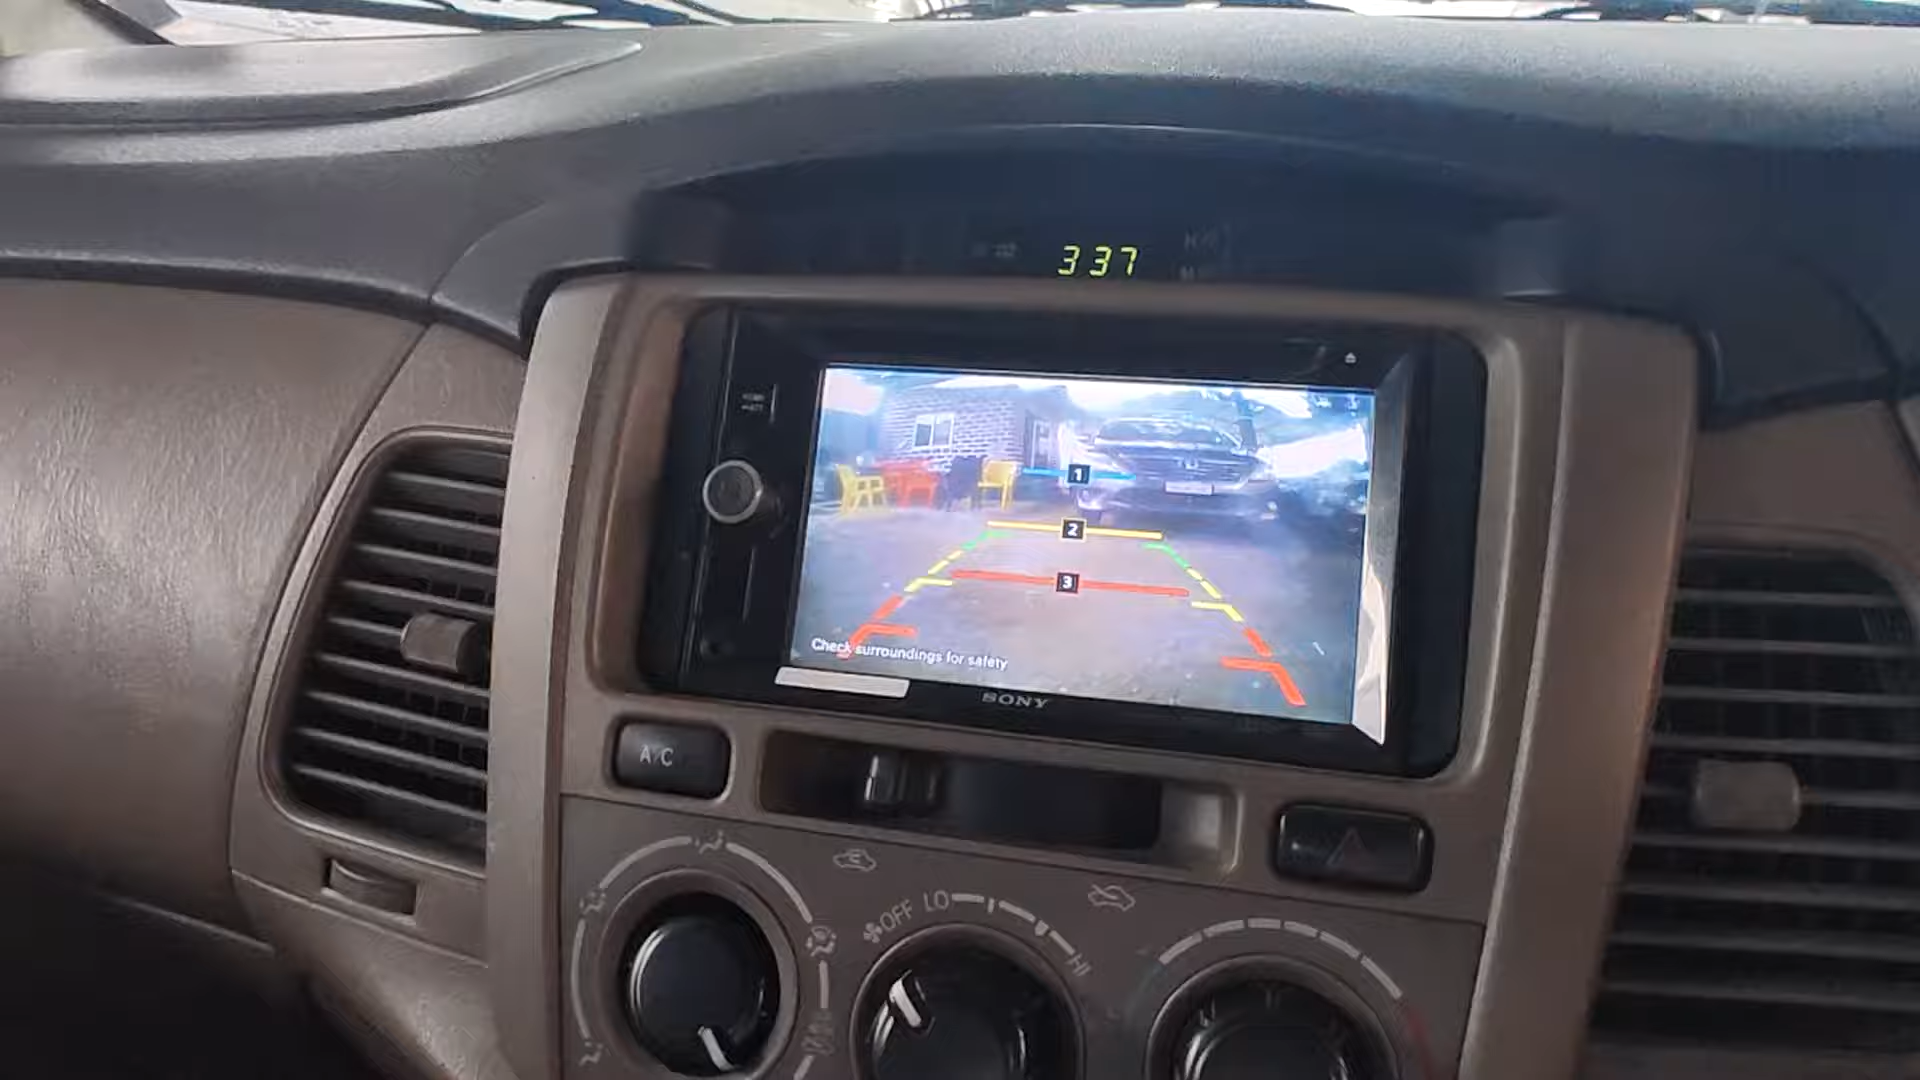 337
1
2
3
Check surroundings for safety
SONY
A/C
OFF LO
HI